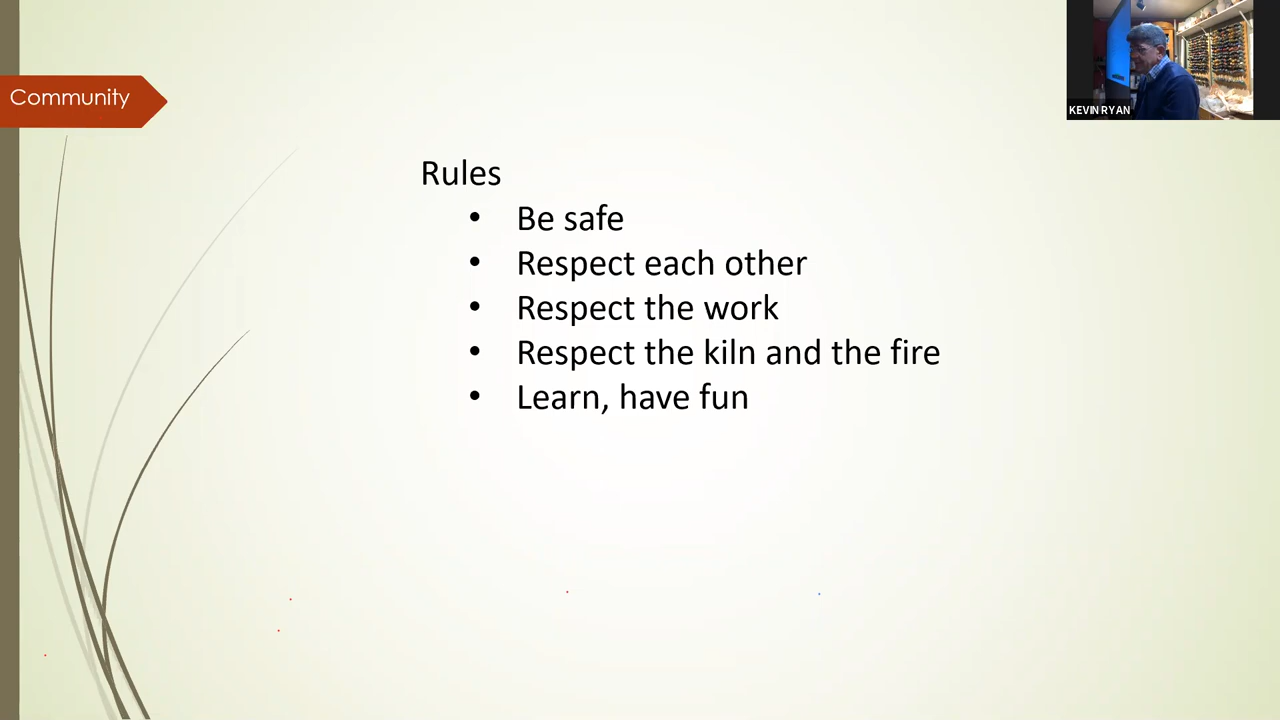 Community
KEVIN RYAN
Rules
• Be safe
• Respect each other
• Respect the work
• Respect the kiln and the fire
• Learn, have fun